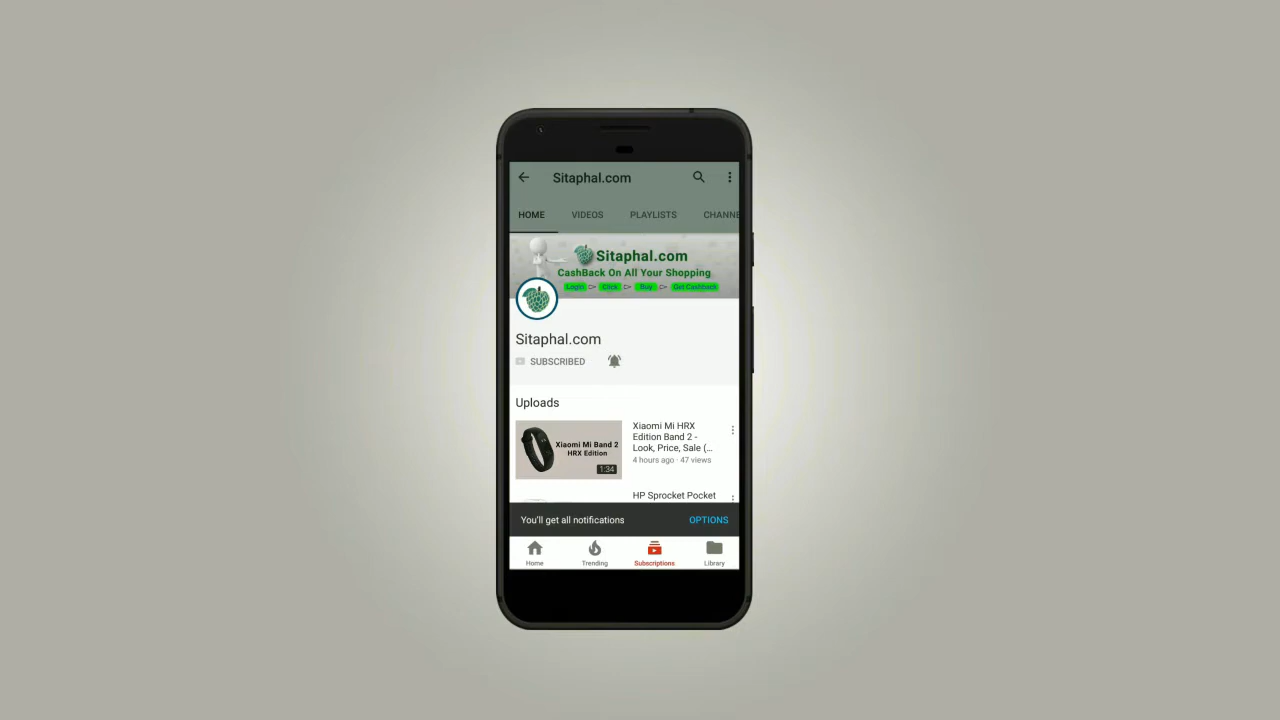 Sitaphal.com
HOME VIDEOS PLAYLISTS CHANNE
Sitaphal.com
CashBack On All Your Shopping
Login Click Buy Get Cashback
Sitaphal.com
SUBSCRIBED
Uploads
Xiaomi Mi Band 2
HRX Edition
1:34
Xiaomi Mi HRX
Edition Band 2 -
Look, Price, Sale (...
4 hours ago · 47 views
HP Sprocket Pocket
You'll get all notifications OPTIONS
Home Trending Subscriptions Library